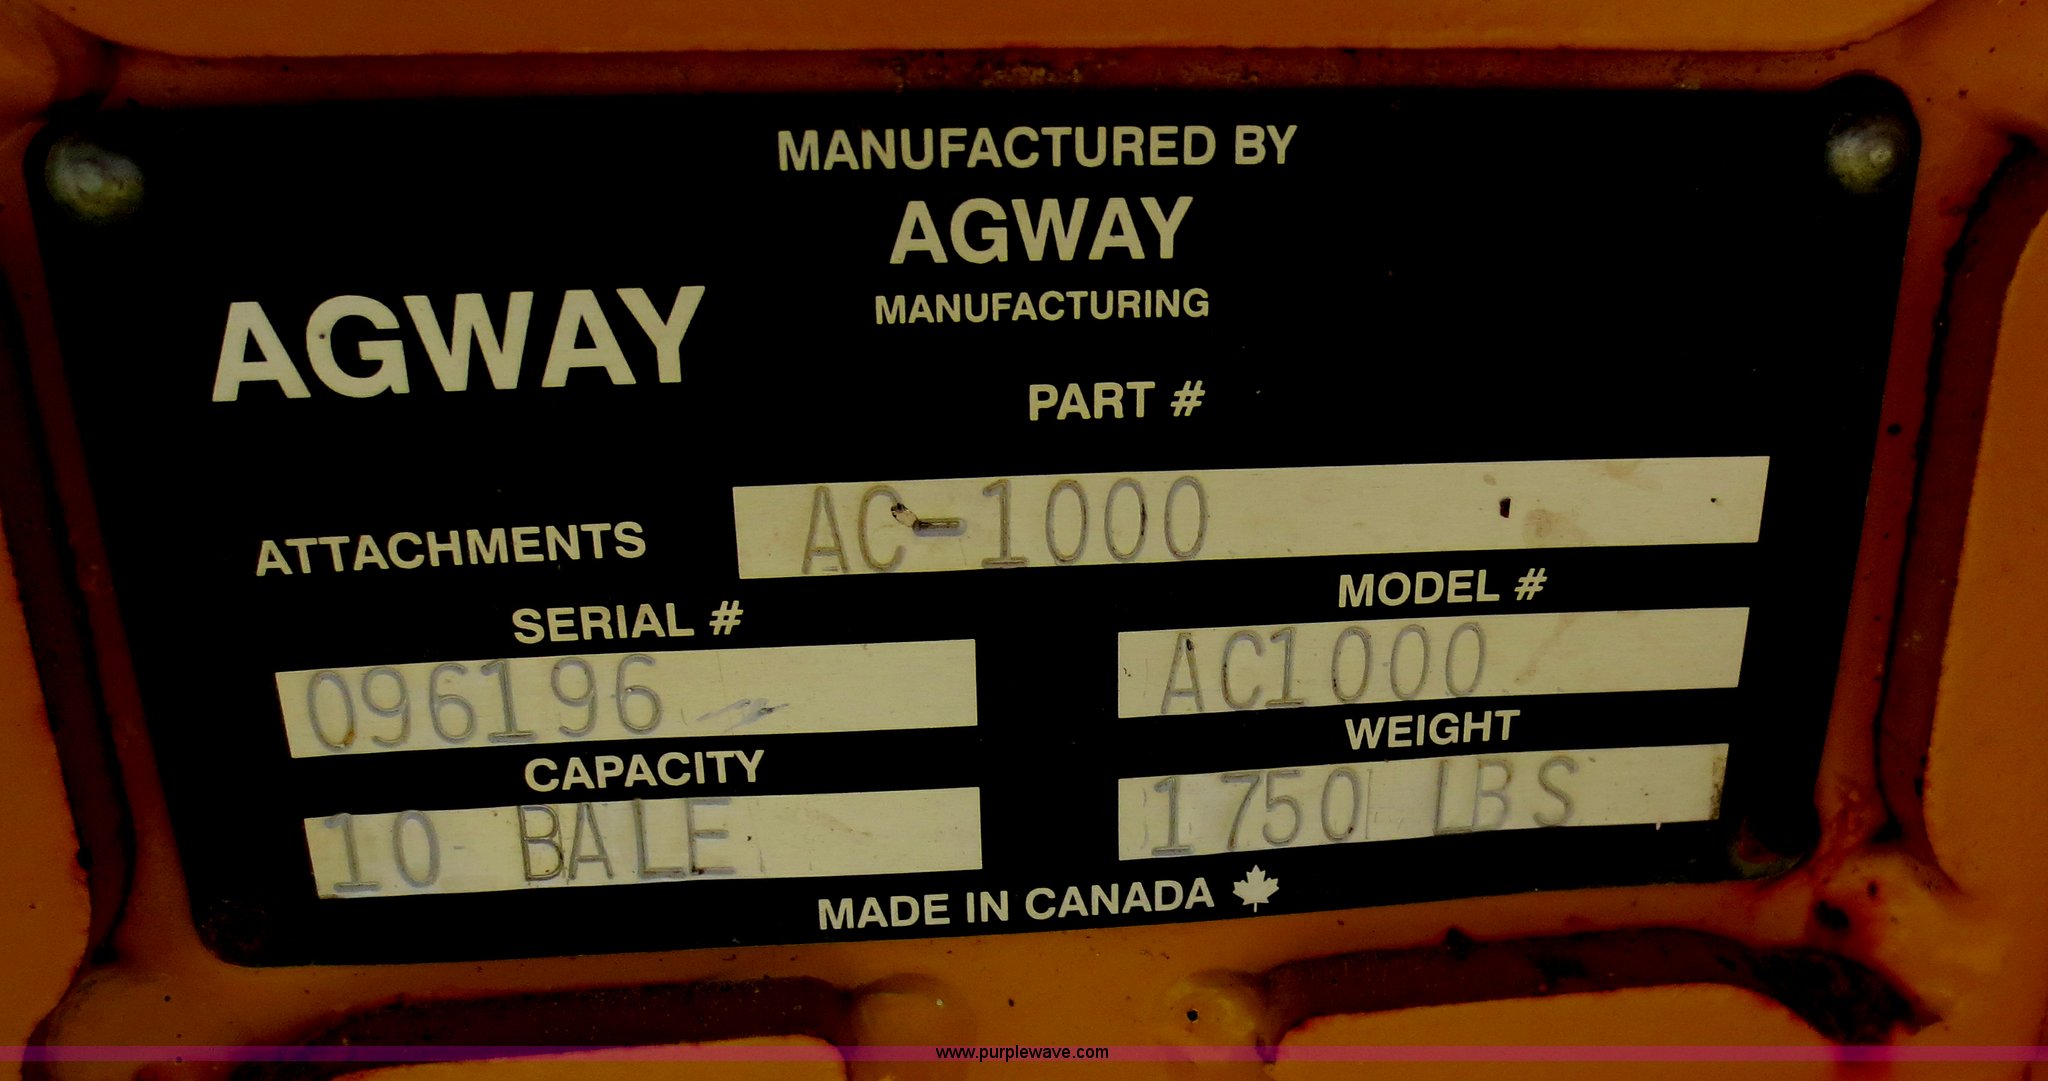 MANUFACTURED BY
AGWAY
MANUFACTURING
AGWAY
PART #
ATTACHMENTS
AC-1000
SERIAL #
MODEL #
096196
AC1000
CAPACITY
WEIGHT
10 BALE
1750 LBS
MADE IN CANADA
www.purplewave.com